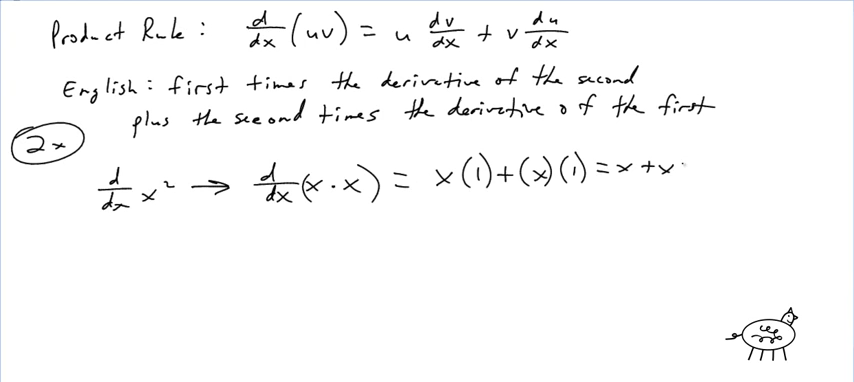 Product Rule : d/dx (uv) = u dv/dx + v du/dx
English : first times the derivative of the second
plus the second times the derivative of the first
2x
d/dx x² → d/dx (x · x) = x(1) + (x)(1) = x + x